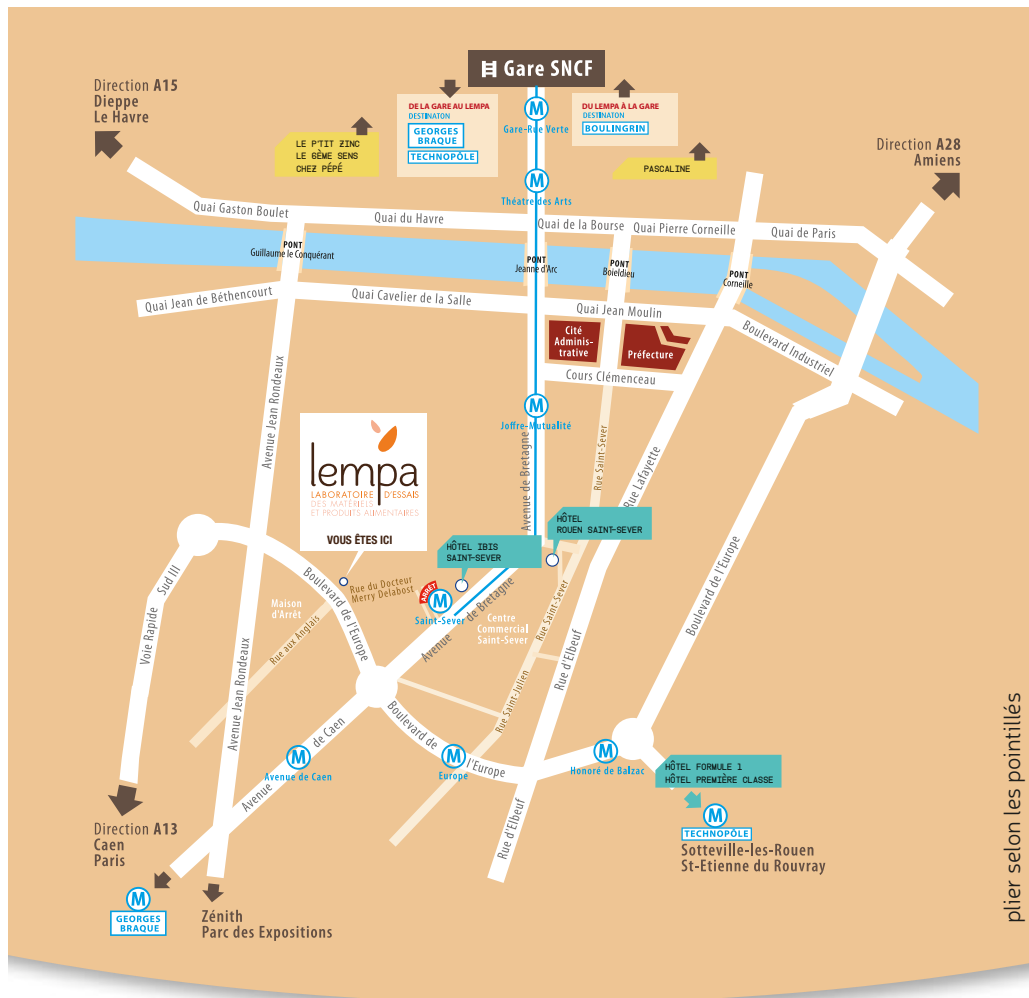 Gare SNCF
Direction A15
Dieppe
Le Havre
DE LA GARE AU LEMPA
DESTINATON
GEORGES
BRAQUE
TECHNOPÔLE
M
Gare-Rue Verte
DU LEMPA À LA GARE
DESTINATON
BOULINGRIN
LE P'TIT ZINC
LE 6ÈME SENS
CHEZ PÉPÉ
PASCALINE
Direction A28
Amiens
M
Théatre des Arts
Quai Gaston Boulet
Quai du Havre
Quai de la Bourse
Quai Pierre Corneille
Quai de Paris
PONT
Guillaume le Conquérant
PONT
Jeanne d'Arc
PONT
Boieldieu
PONT
Corneille
Quai Jean de Béthencourt
Quai Cavelier de la Salle
Quai Jean Moulin
Boulevard Industriel
Cité
Adminis-
trative
Préfecture
Cours Clémenceau
Avenue Jean Rondeaux
M
Joffre-Mutualité
Avenue de Bretagne
Rue Saint-Sever
Rue Lafayette
lempa
LABORATOIRE D'ESSAIS
DES MATÉRIELS
ET PRODUITS ALIMENTAIRES
VOUS ÊTES ICI
HÔTEL
ROUEN SAINT-SEVER
HÔTEL IBIS
SAINT-SEVER
Voie Rapide Sud III
Boulevard de l'Europe
Rue du Docteur
Merry Delabost
ARRÊT
M
Saint-Sever
Avenue de Bretagne
Maison
d'Arrêt
Rue aux Anglais
Centre
Commercial
Saint-Sever
Rue Saint-Sever
Rue Saint-Julien
Rue d'Elbeuf
Boulevard de l'Europe
Avenue Jean Rondeaux
Avenue de Caen
M
Avenue de Caen
Boulevard de l'Europe
M
Europe
M
Honoré de Balzac
Rue d'Elbeuf
HÔTEL FORMULE 1
HÔTEL PREMIÈRE CLASSE
M
TECHNOPÔLE
Sotteville-les-Rouen
St-Etienne du Rouvray
Direction A13
Caen
Paris
M
GEORGES
BRAQUE
Zénith
Parc des Expositions
plier selon les pointillés